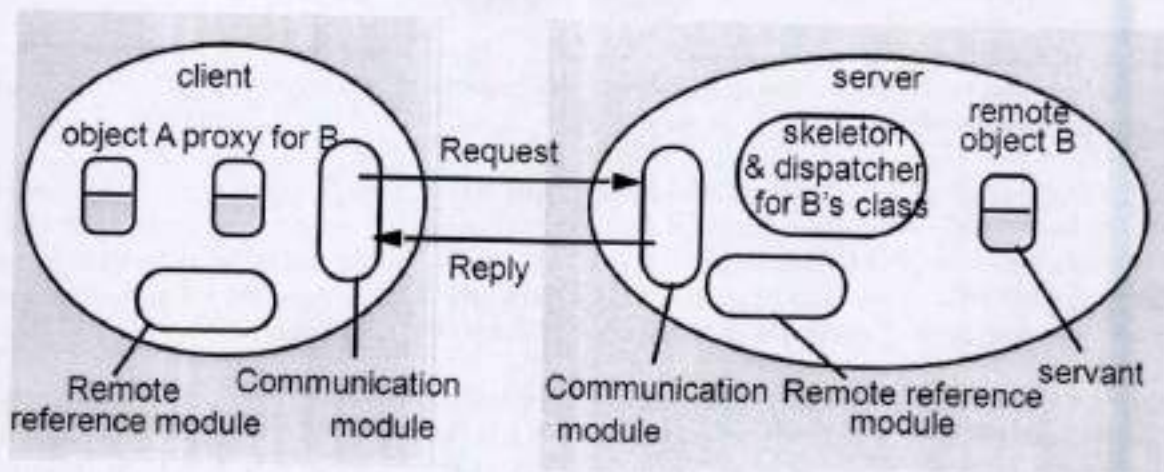 client
object A proxy for B
Request
Reply
Remote
reference module
Communication
module
server
skeleton
& dispatcher
for B's class
remote
object B
Communication
module
Remote reference
module
servant